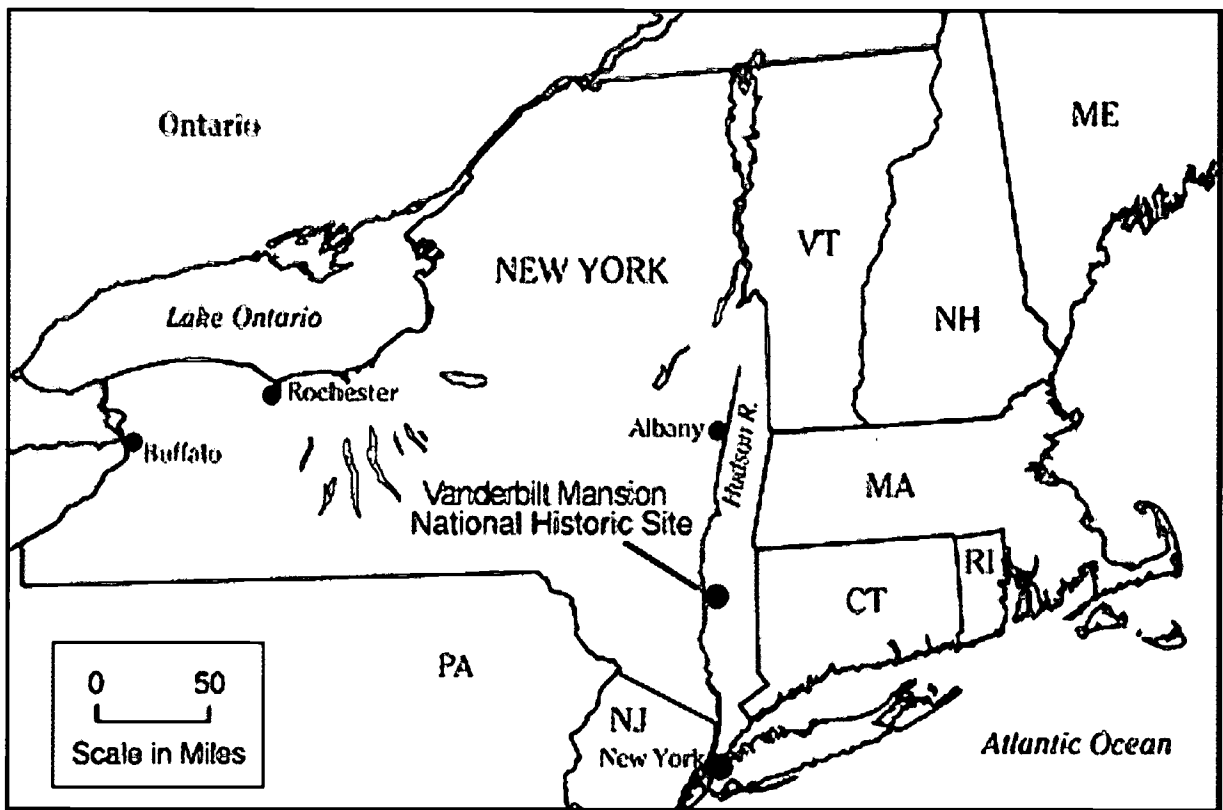 Ontario
ME
VT
NEW YORK
NH
Lake Ontario
Rochester
Albany
Hudson R.
Buffalo
MA
Vanderbilt Mansion
National Historic Site
RI
CT
PA
0 50
Scale in Miles
NJ
New York
Atlantic Ocean